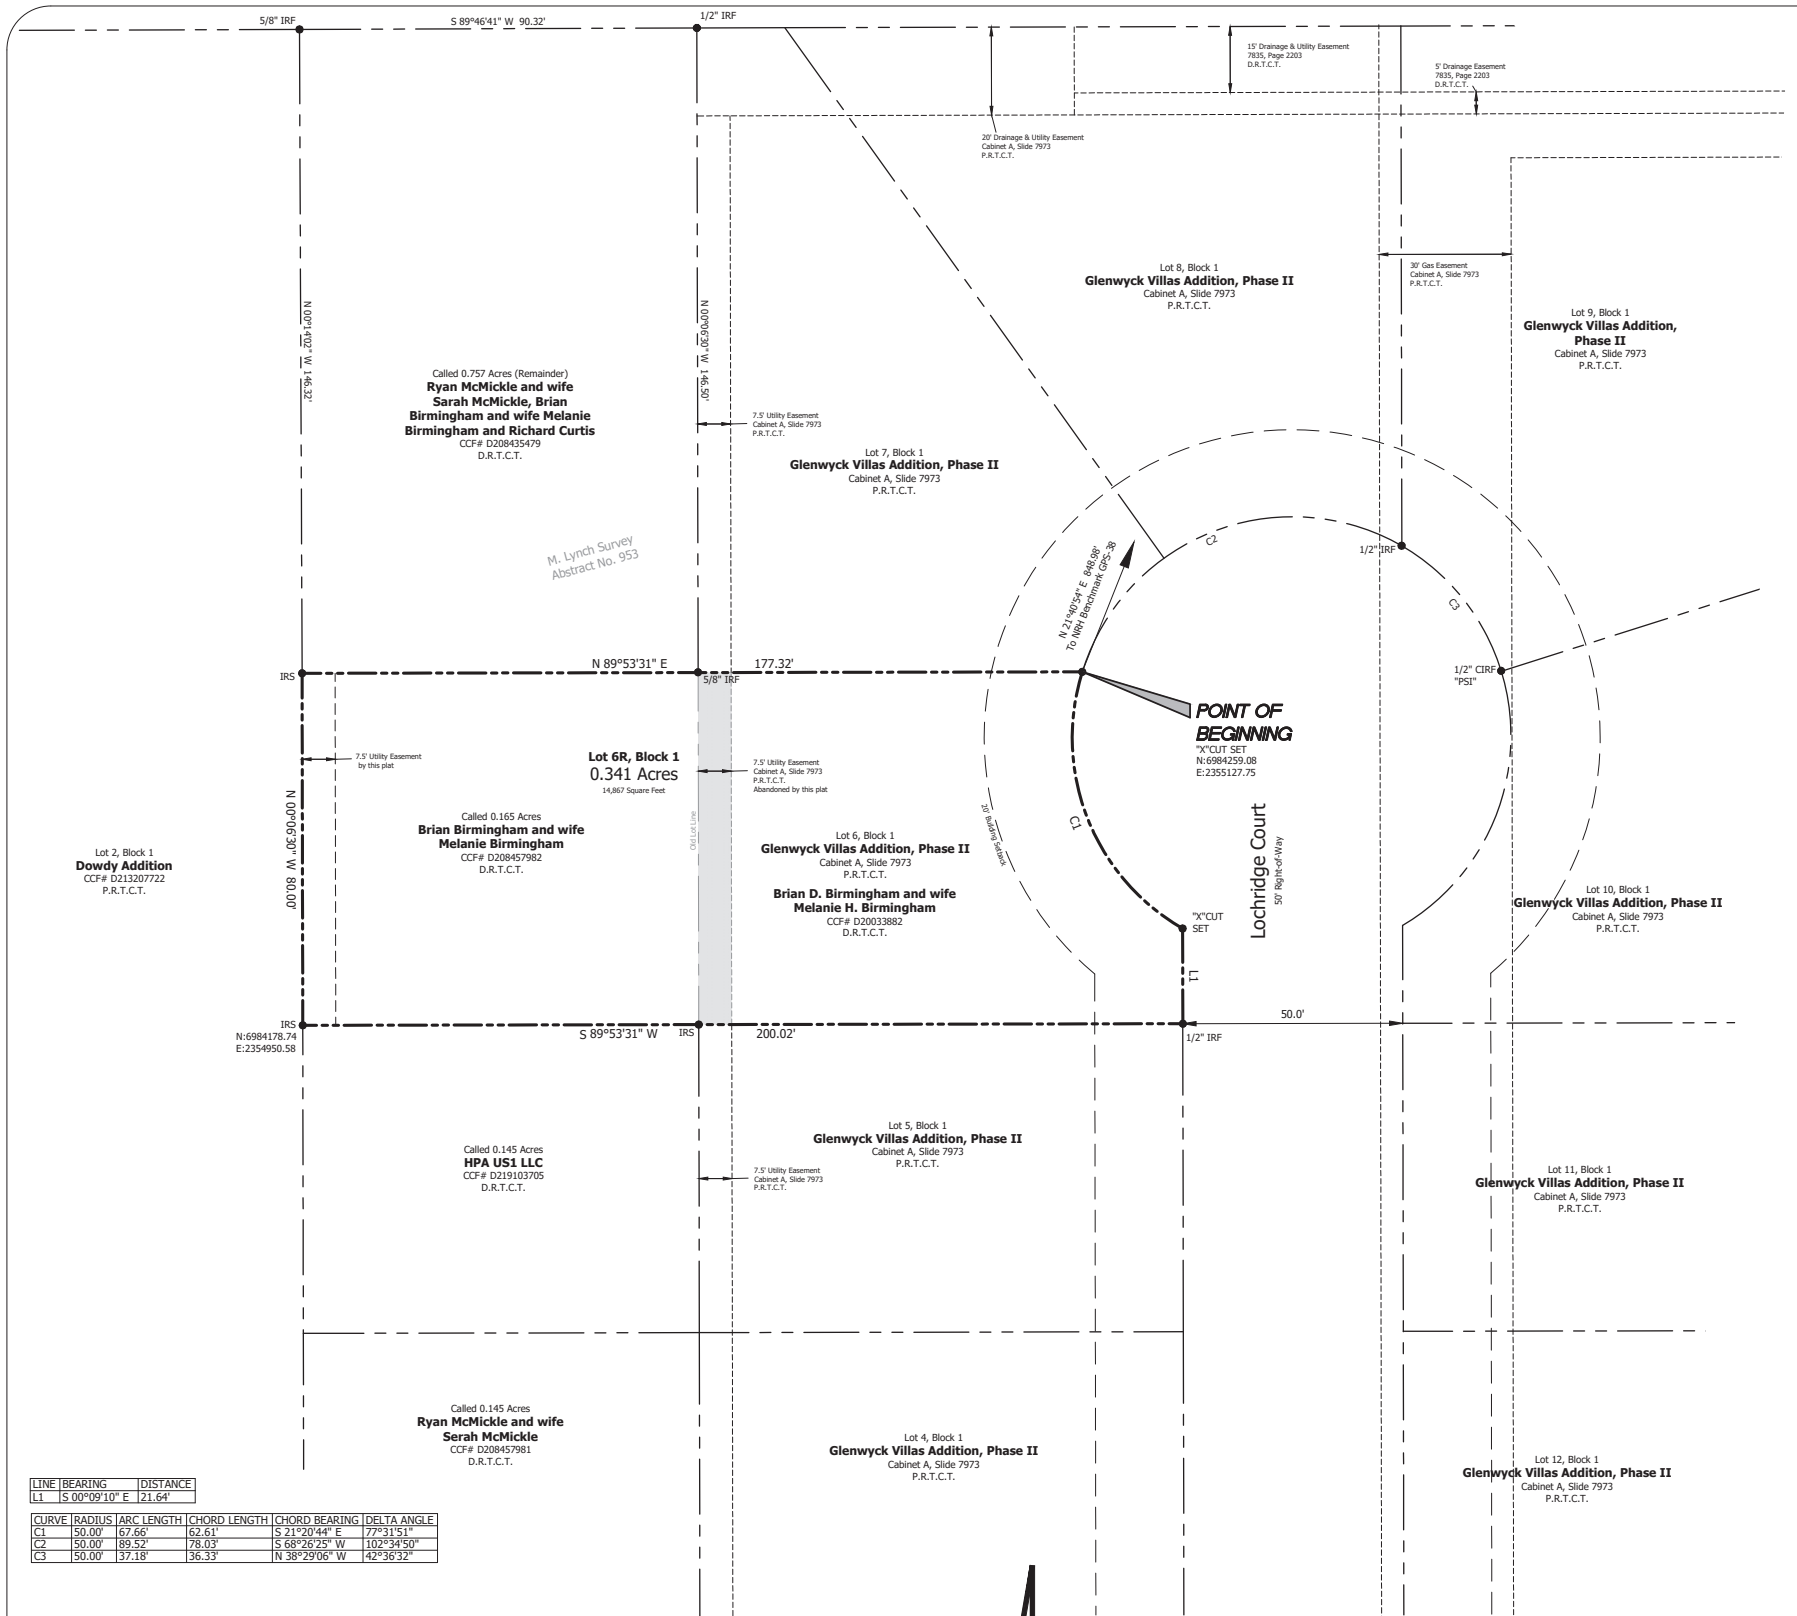 5/8" IRF
S 89°46'41" W 90.32'
1/2" IRF
15' Drainage & Utility Easement
7835, Page 2203
D.R.T.C.T.
5' Drainage Easement
7835, Page 2203
D.R.T.C.T.
20' Drainage & Utility Easement
Cabinet A, Slide 7973
P.R.T.C.T.
Lot 8, Block 1
Glenwyck Villas Addition, Phase II
Cabinet A, Slide 7973
P.R.T.C.T.
30' Gas Easement
Cabinet A, Slide 7973
P.R.T.C.T.
Lot 9, Block 1
Glenwyck Villas Addition,
Phase II
Cabinet A, Slide 7973
P.R.T.C.T.
N 00°14'02" W 146.32'
N 00°06'30" W 146.50'
Called 0.757 Acres (Remainder)
Ryan McMickle and wife
Sarah McMickle, Brian
Birmingham and wife Melanie
Birmingham and Richard Curtis
CCF# D208435479
D.R.T.C.T.
7.5' Utility Easement
Cabinet A, Slide 7973
P.R.T.C.T.
Lot 7, Block 1
Glenwyck Villas Addition, Phase II
Cabinet A, Slide 7973
P.R.T.C.T.
M. Lynch Survey
Abstract No. 953
N 21°40'54" E 848.98'
To NRH Benchmark GPS-38
C2
1/2" IRF
C3
1/2" CIRF
"PSI"
IRS
N 89°53'31" E
177.32'
5/8" IRF
POINT OF
BEGINNING
"X"CUT SET
N:6984259.08
E:2355127.75
7.5' Utility Easement
by this plat
Lot 6R, Block 1
0.341 Acres
14,867 Square Feet
7.5' Utility Easement
Cabinet A, Slide 7973
P.R.T.C.T.
Abandoned by this plat
N 00°06'30" W 80.00'
Called 0.165 Acres
Brian Birmingham and wife
Melanie Birmingham
CCF# D208457982
D.R.T.C.T.
Old Lot Line
Lot 6, Block 1
Glenwyck Villas Addition, Phase II
Cabinet A, Slide 7973
P.R.T.C.T.
Brian D. Birmingham and wife
Melanie H. Birmingham
CCF# D20033882
D.R.T.C.T.
20' Building Setback
C1
Lochridge Court
50' Right-of-Way
Lot 2, Block 1
Dowdy Addition
CCF# D213207722
P.R.T.C.T.
Lot 10, Block 1
Glenwyck Villas Addition, Phase II
Cabinet A, Slide 7973
P.R.T.C.T.
"X"CUT
SET
L1
IRS
N:6984178.74
E:2354950.58
S 89°53'31" W
IRS
200.02'
1/2" IRF
50.0'
Called 0.145 Acres
HPA US1 LLC
CCF# D219103705
D.R.T.C.T.
7.5' Utility Easement
Cabinet A, Slide 7973
P.R.T.C.T.
Lot 5, Block 1
Glenwyck Villas Addition, Phase II
Cabinet A, Slide 7973
P.R.T.C.T.
Lot 11, Block 1
Glenwyck Villas Addition, Phase II
Cabinet A, Slide 7973
P.R.T.C.T.
Called 0.145 Acres
Ryan McMickle and wife
Serah McMickle
CCF# D208457981
D.R.T.C.T.
Lot 4, Block 1
Glenwyck Villas Addition, Phase II
Cabinet A, Slide 7973
P.R.T.C.T.
Lot 12, Block 1
Glenwyck Villas Addition, Phase II
Cabinet A, Slide 7973
P.R.T.C.T.
LINE BEARING DISTANCE
L1 S 00°09'10" E 21.64'
CURVE RADIUS ARC LENGTH CHORD LENGTH CHORD BEARING DELTA ANGLE
C1 50.00' 67.66' 62.61' S 21°20'44" E 77°31'51"
C2 50.00' 89.52' 78.03' S 68°26'25" W 102°34'50"
C3 50.00' 37.18' 36.33' N 38°29'06" W 42°36'32"